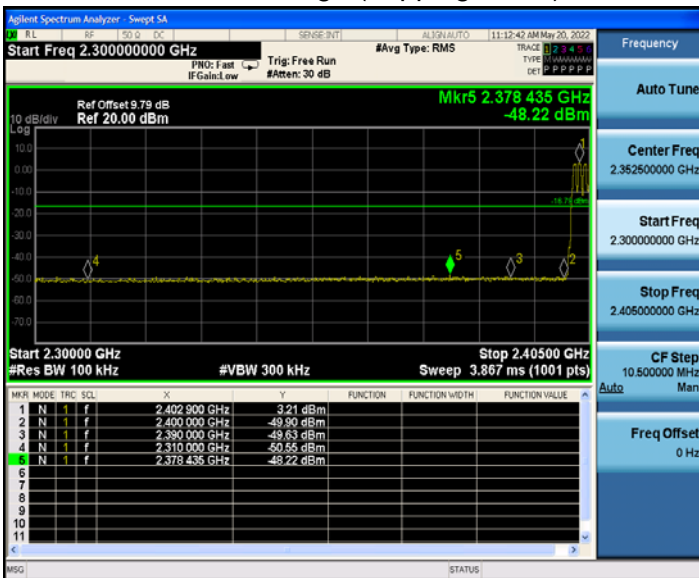 Agilent Spectrum Analyzer - Swept SA
RL RF 50 Ω DC SENSE:INT ALIGN AUTO 11:12:42 AM May 20, 2022
Start Freq 2.300000000 GHz #Avg Type: RMS TRACE 1 2 3 4 5 6
PNO: Fast Trig: Free Run TYPE M WWWWW
IFGain:Low #Atten: 30 dB DET P P P P P P
Mkr5 2.378 435 GHz
-48.22 dBm
Ref Offset 9.79 dB
10 dB/div Ref 20.00 dBm
Log
10.0
0.00
-10.0
-20.0
-30.0
-40.0
-50.0
-60.0
-70.0
1
4
5
3
2
Start 2.30000 GHz Stop 2.40500 GHz
#Res BW 100 kHz #VBW 300 kHz Sweep 3.867 ms (1001 pts)
MKR MODE TRC SCL X Y FUNCTION FUNCTION WIDTH FUNCTION VALUE
1 N 1 f 2.402 900 GHz 3.21 dBm
2 N 1 f 2.400 000 GHz -49.90 dBm
3 N 1 f 2.390 000 GHz -49.63 dBm
4 N 1 f 2.310 000 GHz -50.55 dBm
5 N 1 f 2.378 435 GHz -48.22 dBm
6
7
8
9
10
11
MSG STATUS
Frequency
Auto Tune
Center Freq
2.352500000 GHz
Start Freq
2.300000000 GHz
Stop Freq
2.405000000 GHz
CF Step
10.500000 MHz
Auto Man
Freq Offset
0 Hz